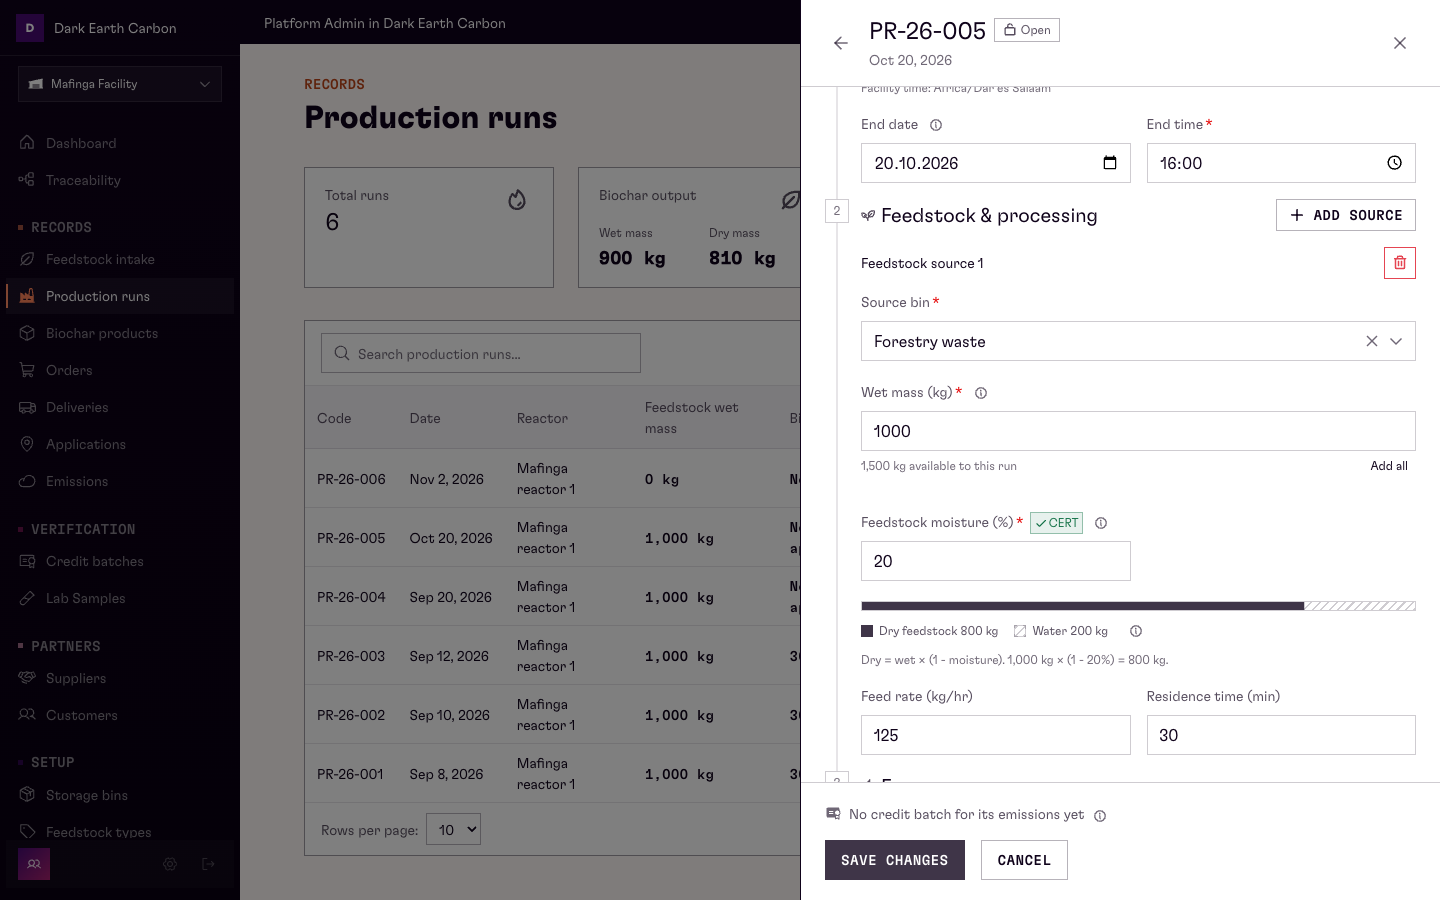 D
Dark Earth Carbon
Platform Admin in Dark Earth Carbon
Mafinga Facility
Dashboard
Traceability
RECORDS
Feedstock intake
Production runs
Biochar products
Orders
Deliveries
Applications
Emissions
VERIFICATION
Credit batches
Lab Samples
PARTNERS
Suppliers
Customers
SETUP
Storage bins
Feedstock types
RECORDS
Production runs
Total runs
6
Biochar output
Wet mass
Dry mass
900 kg
810 kg
Search production runs...
Code
Date
Reactor
Feedstock wet
mass
PR-26-006
Nov 2, 2026
Mafinga
reactor 1
0 kg
PR-26-005
Oct 20, 2026
Mafinga
reactor 1
1,000 kg
PR-26-004
Sep 20, 2026
Mafinga
reactor 1
1,000 kg
PR-26-003
Sep 12, 2026
Mafinga
reactor 1
1,000 kg
PR-26-002
Sep 10, 2026
Mafinga
reactor 1
1,000 kg
PR-26-001
Sep 8, 2026
Mafinga
reactor 1
1,000 kg
Rows per page:
10
PR-26-005
Open
Oct 20, 2026
Facility time: Africa/Dar es Salaam
End date
End time*
20.10.2026
16:00
2
Feedstock & processing
ADD SOURCE
Feedstock source 1
Source bin*
Forestry waste
Wet mass (kg)*
1000
1,500 kg available to this run
Add all
Feedstock moisture (%)*
CERT
20
Dry feedstock 800 kg
Water 200 kg
Dry = wet × (1 - moisture). 1,000 kg × (1 - 20%) = 800 kg.
Feed rate (kg/hr)
Residence time (min)
125
30
No credit batch for its emissions yet
SAVE CHANGES
CANCEL